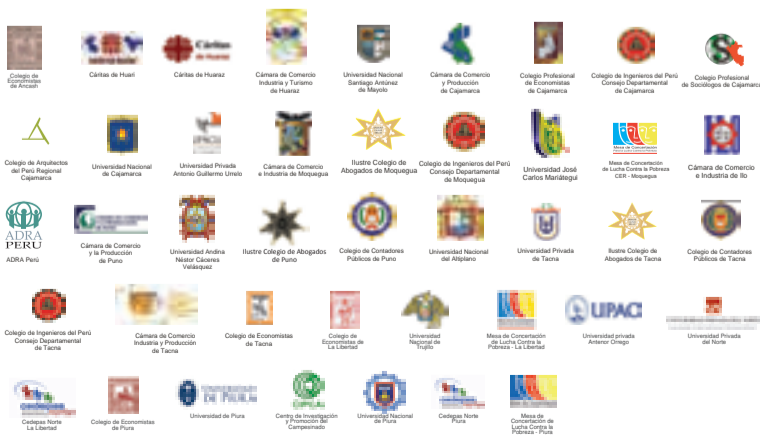 Colegio de
Economistas
de Ancash
Cáritas de Huari
Cáritas
Cáritas de Huaraz
Cámara de Comercio
Industria y Turismo
de Huaraz
Universidad Nacional
Santiago Antúnez
de Mayolo
Cámara de Comercio
y Producción
de Cajamarca
Colegio Profesional
de Economistas
de Cajamarca
Colegio de Ingenieros del Perú
Consejo Departamental
de Cajamarca
Colegio Profesional
de Sociólogos de Cajamarca
Colegio de Arquitectos
del Perú Regional
Cajamarca
Universidad Nacional
de Cajamarca
Universidad Privada
Antonio Guillermo Urrelo
Cámara de Comercio
e Industria de Moquegua
Ilustre Colegio de
Abogados de Moquegua
Colegio de Ingenieros del Perú
Consejo Departamental
de Moquegua
Universidad José
Carlos Mariátegui
Mesa de Concertación
de Lucha Contra la Pobreza
CER - Moquegua
Cámara de Comercio
e Industria de Ilo
ADRA
PERU
ADRA Perú
Cámara de Comercio
y la Producción
de Puno
Universidad Andina
Néstor Cáceres
Velásquez
Ilustre Colegio de Abogados
de Puno
Colegio de Contadores
Públicos de Puno
Universidad Nacional
del Altiplano
Universidad Privada
de Tacna
Ilustre Colegio de
Abogados de Tacna
Colegio de Contadores
Públicos de Tacna
Colegio de Ingenieros del Perú
Consejo Departamental
de Tacna
Cámara de Comercio
Industria y Producción
de Tacna
Colegio de Economistas
de Tacna
Colegio de
Economistas de
La Libertad
Universidad
Nacional de
Trujillo
Mesa de Concertación
de Lucha Contra la
Pobreza - La Libertad
UPAO
Universidad privada
Antenor Orrego
Universidad Privada
del Norte
Cedepas Norte
La Libertad
Colegio de Economistas
de Piura
UNIVERSIDAD
DE PIURA
Universidad de Piura
Centro de Investigación
y Promoción del
Campesinado
Universidad Nacional
de Piura
Cedepas Norte
Piura
Mesa de
Concertación de
Lucha Contra la
Pobreza - Piura